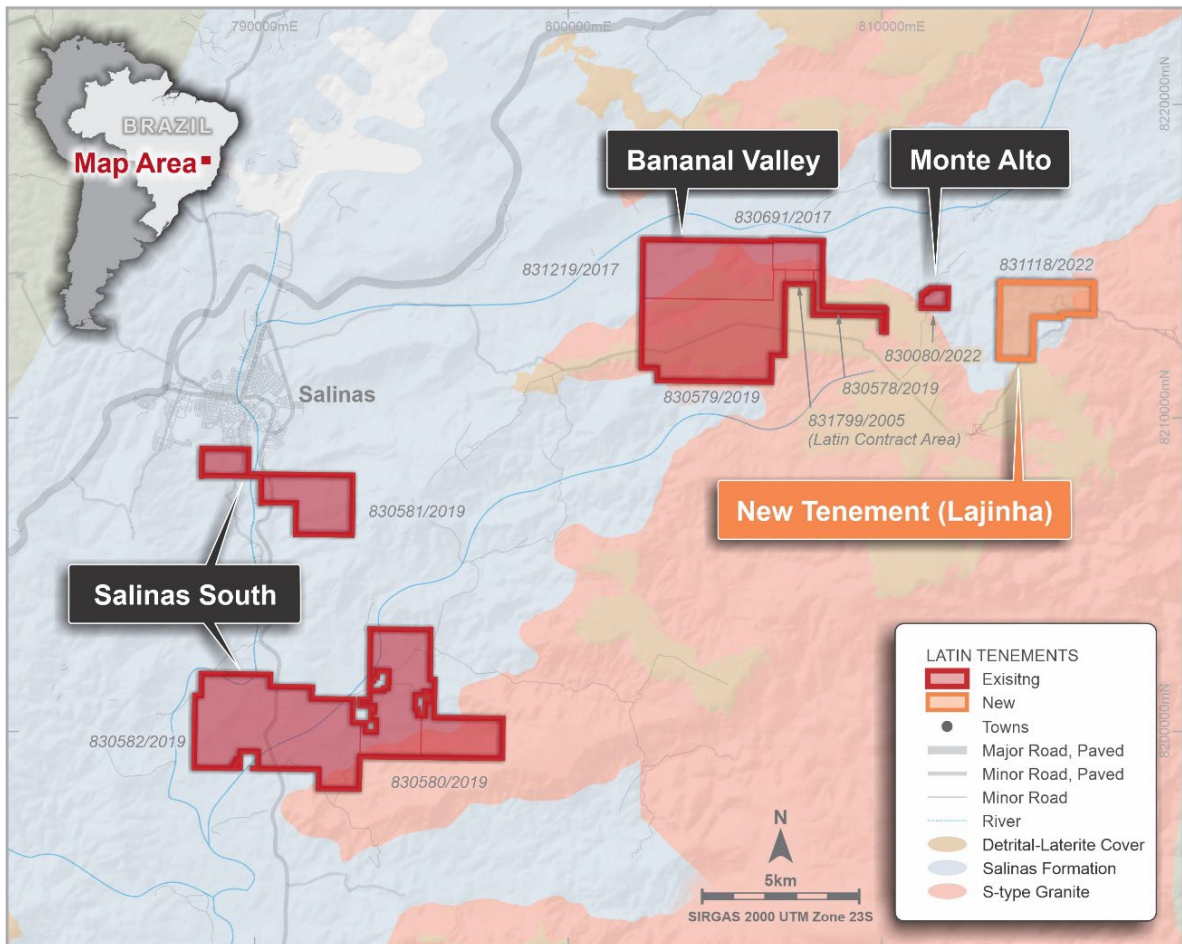 790000mE
800000mE
810000mE
8220000mN
8210000mN
8200000mN
BRAZIL
Map Area
Bananal Valley
Monte Alto
830691/2017
831219/2017
831118/2022
830080/2022
830578/2019
830579/2019
831799/2005
(Latin Contract Area)
Salinas
New Tenement (Lajinha)
830581/2019
Salinas South
830582/2019
830580/2019
N
5km
SIRGAS 2000 UTM Zone 23S
LATIN TENEMENTS
Exisitng
New
Towns
Major Road, Paved
Minor Road, Paved
Minor Road
River
Detrital-Laterite Cover
Salinas Formation
S-type Granite